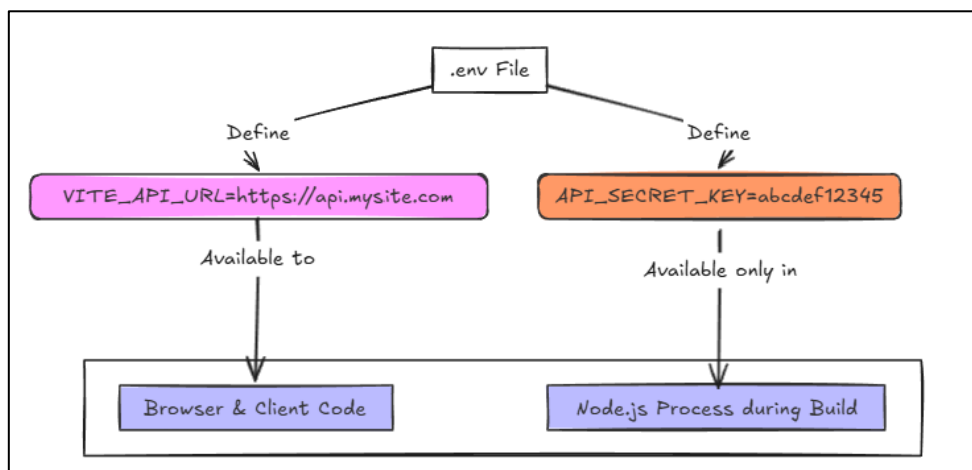 .env File
Define
Define
VITE_API_URL=https://api.mysite.com
API_SECRET_KEY=abcdef12345
Available to
Available only in
Browser & Client Code
Node.js Process during Build